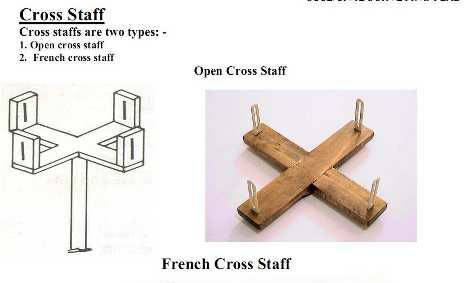 Cross Staff
Cross staffs are two types: -
1. Open cross staff
2. French cross staff
Open Cross Staff
French Cross Staff